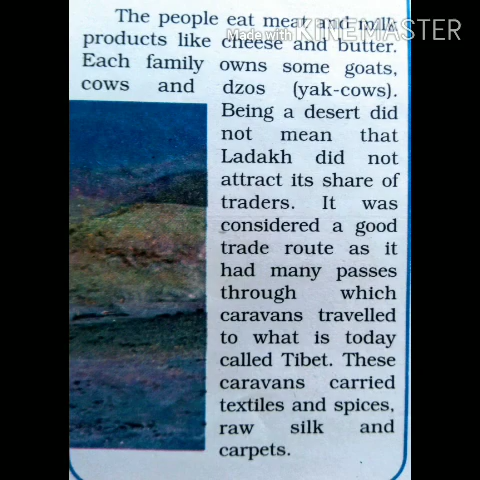 The people eat meat and milk
Made with KINEMASTER
products like cheese and butter.
Each family owns some goats,
cows and dzos (yak-cows).
Being a desert did
not mean that
Ladakh did not
attract its share of
traders. It was
considered a good
trade route as it
had many passes
through which
caravans travelled
to what is today
called Tibet. These
caravans carried
textiles and spices,
raw silk and
carpets.